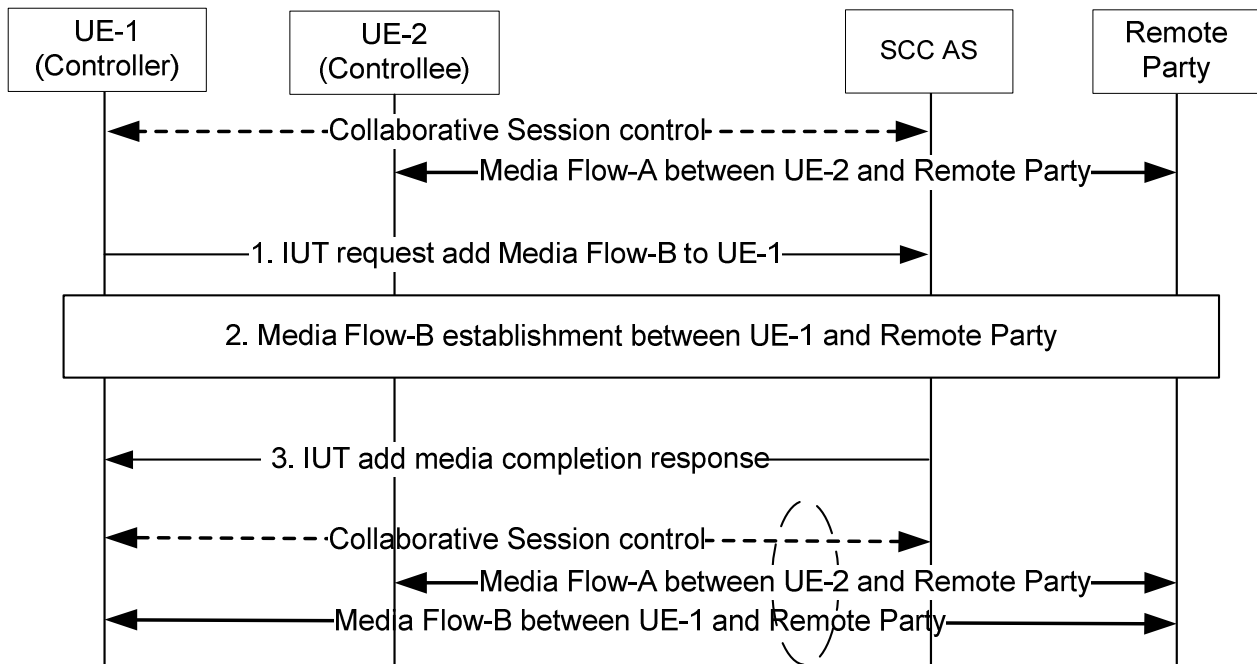 UE-1
(Controller)
UE-2
(Controllee)
SCC AS
Remote
Party
Collaborative Session control
Media Flow-A between UE-2 and Remote Party
1. IUT request add Media Flow-B to UE-1
2. Media Flow-B establishment between UE-1 and Remote Party
3. IUT add media completion response
Collaborative Session control
Media Flow-A between UE-2 and Remote Party
Media Flow-B between UE-1 and Remote Party